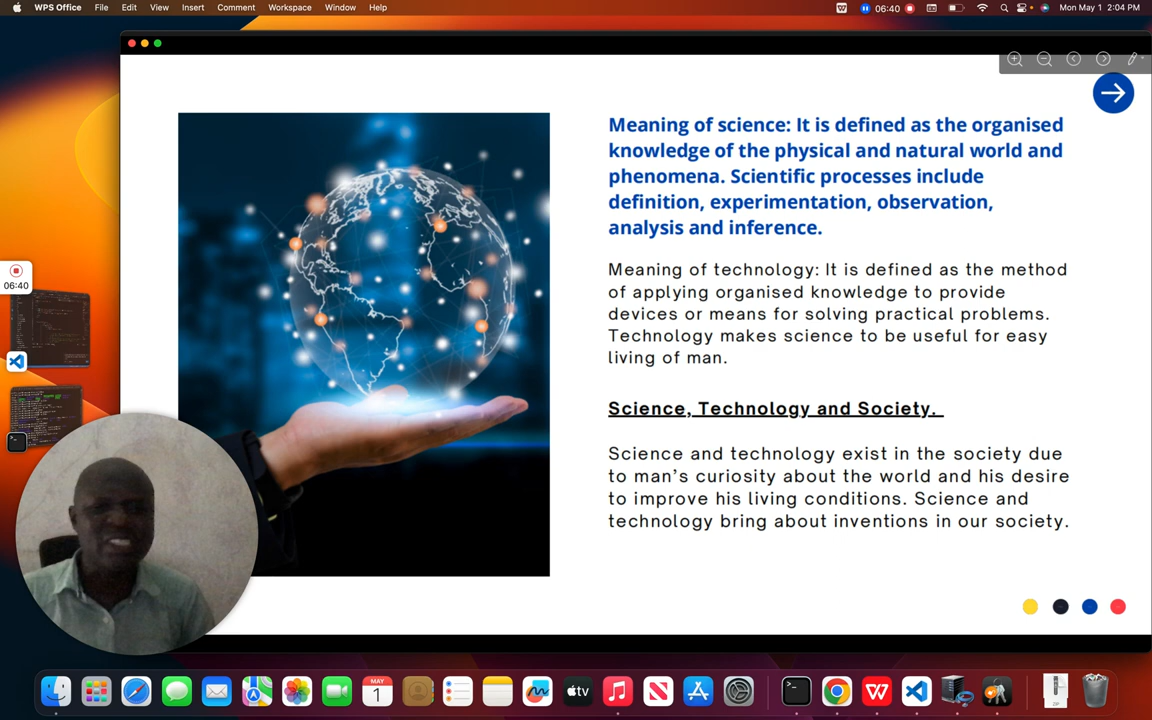 WPS Office File Edit View Insert Comment Workspace Window Help 06:40 Mon May 1 2:04 PM
Meaning of science: It is defined as the organised
knowledge of the physical and natural world and
phenomena. Scientific processes include
definition, experimentation, observation,
analysis and inference.
Meaning of technology: It is defined as the method
of applying organised knowledge to provide
devices or means for solving practical problems.
Technology makes science to be useful for easy
living of man.
06:40
Science, Technology and Society.
Science and technology exist in the society due
to man’s curiosity about the world and his desire
to improve his living conditions. Science and
technology bring about inventions in our society.
MAY
1
tv
ZIP